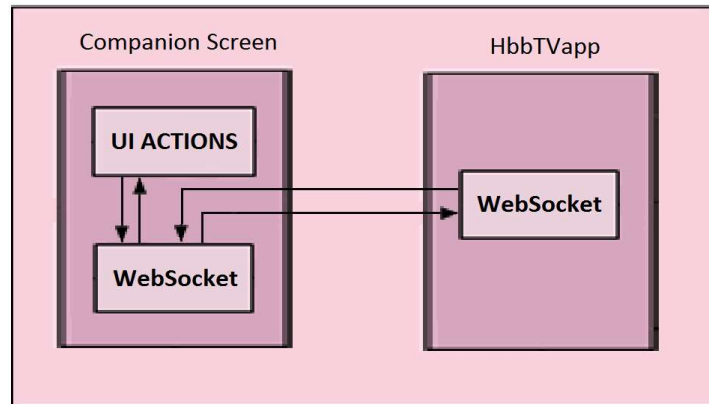 Companion Screen
HbbTVapp
UI ACTIONS
WebSocket
WebSocket